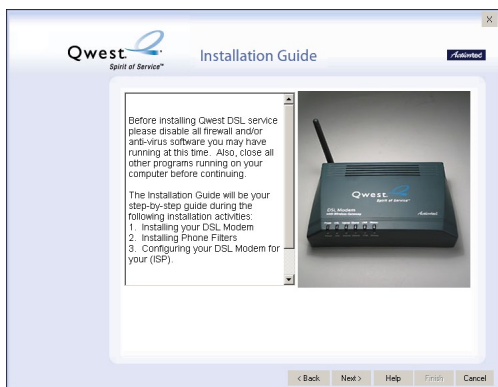 Qwest.
Spirit of Service™
Installation Guide
Actiontec
Before installing Qwest DSL service
please disable all firewall and/or
anti-virus software you may have
running at this time. Also, close all
other programs running on your
computer before continuing.
The Installation Guide will be your
step-by-step guide during the
following installation activities:
1. Installing your DSL Modem
2. Installing Phone Filters
3. Configuring your DSL Modem for
your (ISP).
Qwest.
Spirit of Service
DSL Modem
with Wireless Gateway
Actiontec
< Back
Next >
Help
Finish
Cancel